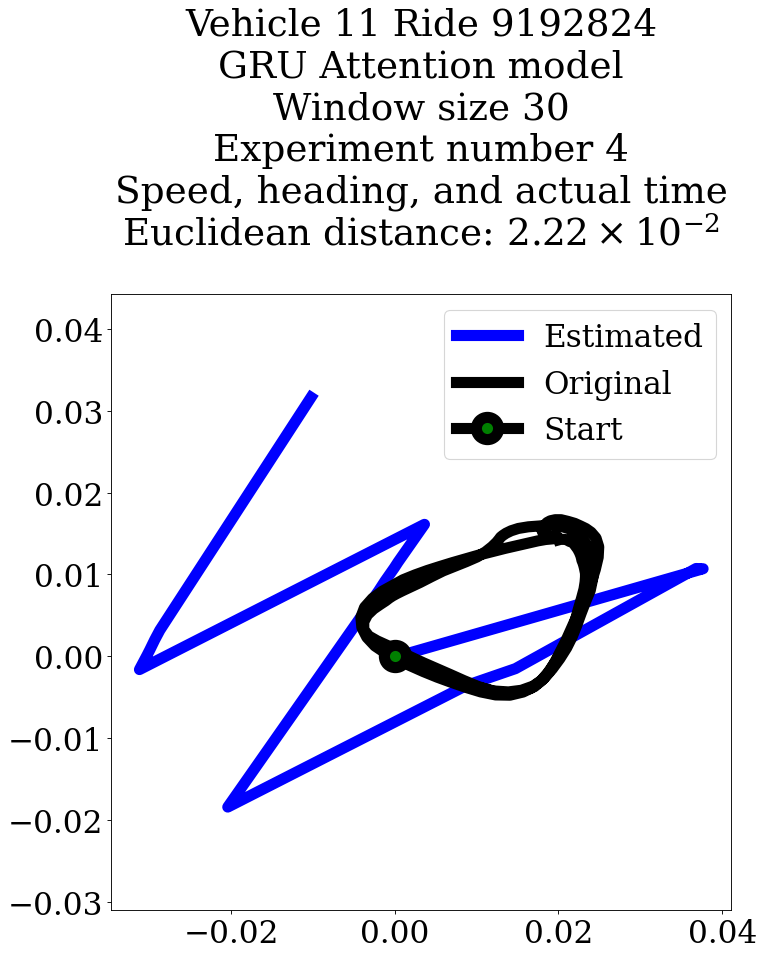 Vehicle 11 Ride 9192824
GRU Attention model
Window size 30
Experiment number 4
Speed, heading, and actual time
Euclidean distance: 2.22 × 10⁻²
Estimated
Original
Start
0.04
0.03
0.02
0.01
0.00
−0.01
−0.02
−0.03
−0.02
0.00
0.02
0.04